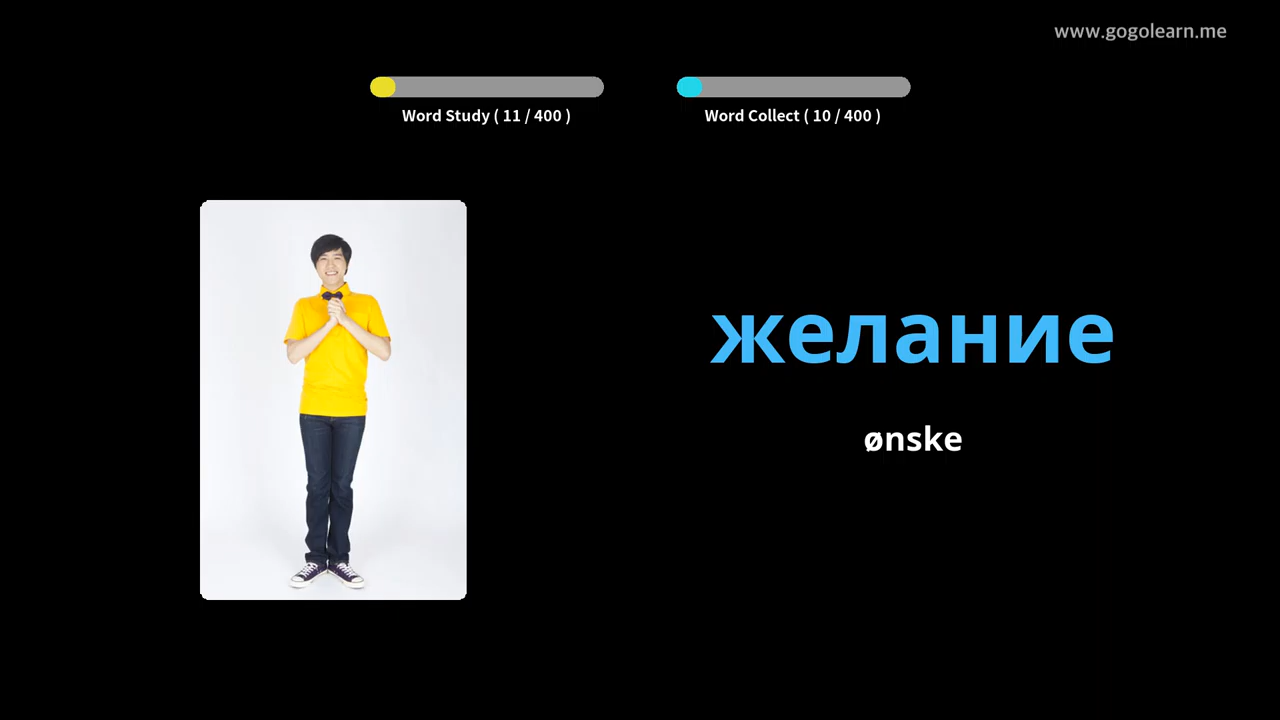 www.gogolearn.me
Word Study ( 11 / 400 )
Word Collect ( 10 / 400 )
желание
ønske